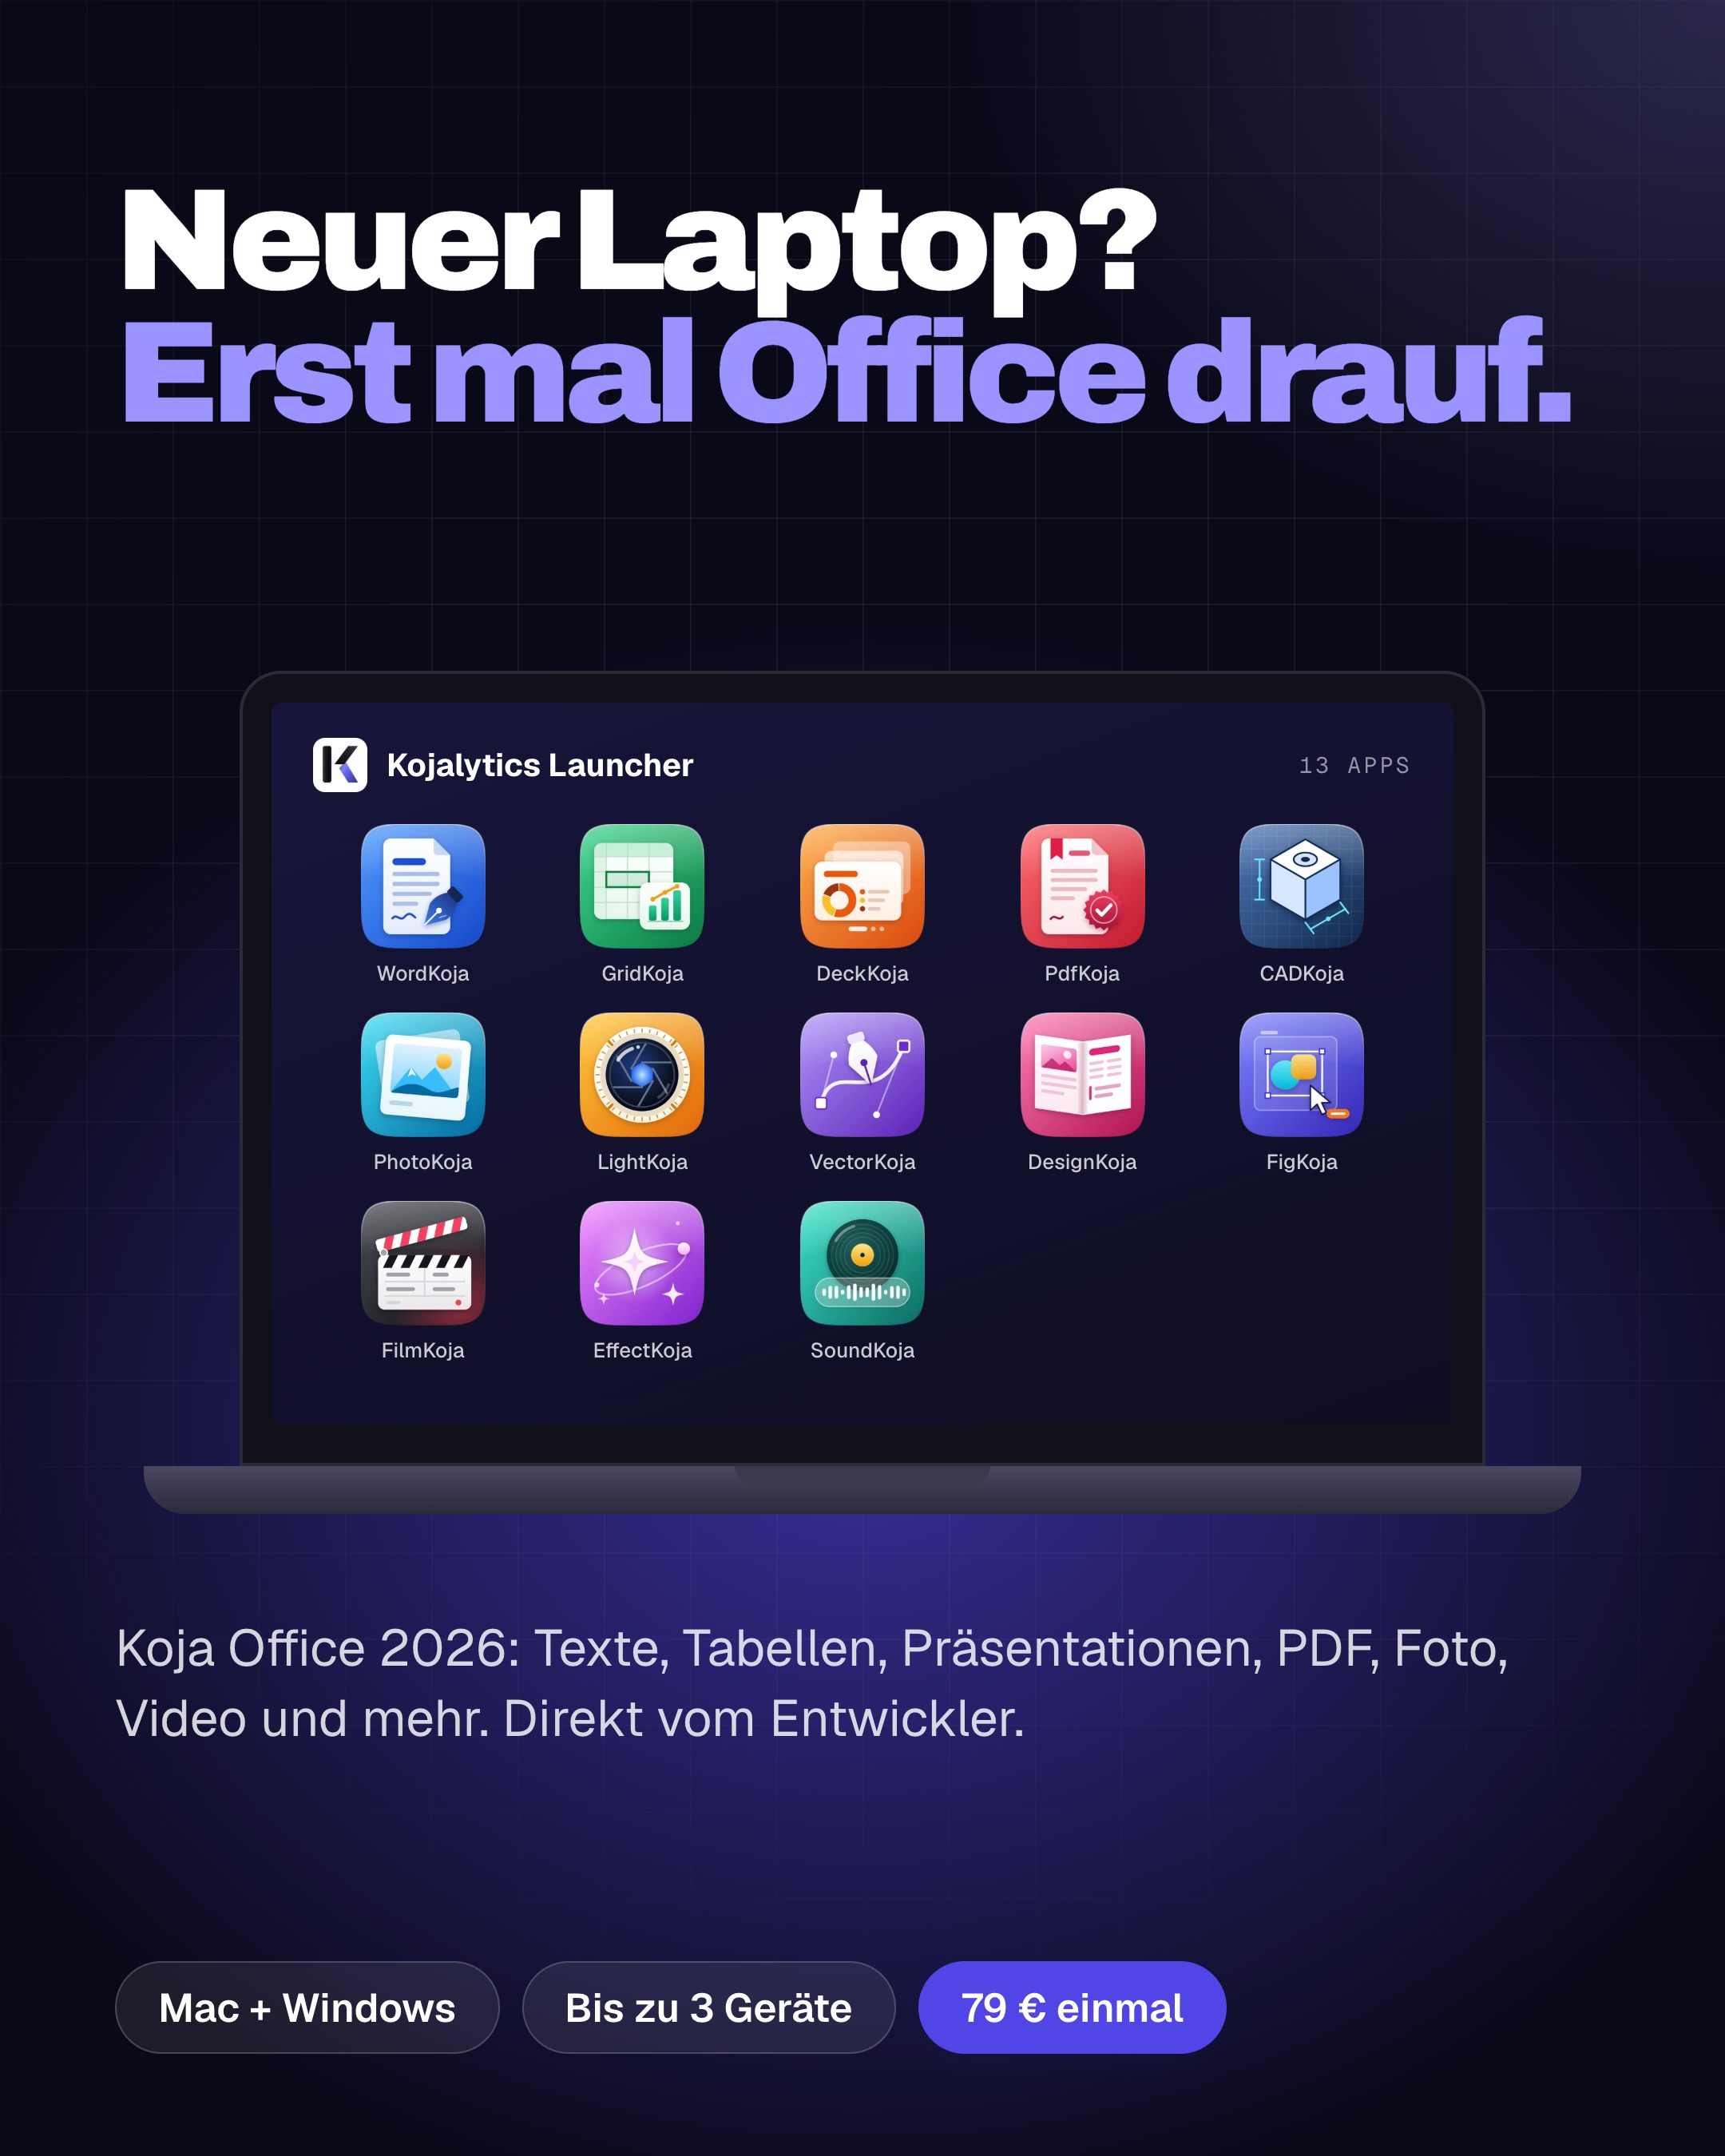 Neuer Laptop?
Erst mal Office drauf.
K Kojalytics Launcher
13 APPS
WordKoja
GridKoja
DeckKoja
PdfKoja
CADKoja
PhotoKoja
LightKoja
VectorKoja
DesignKoja
FigKoja
FilmKoja
EffectKoja
SoundKoja
Koja Office 2026: Texte, Tabellen, Präsentationen, PDF, Foto,
Video und mehr. Direkt vom Entwickler.
Mac + Windows
Bis zu 3 Geräte
79 € einmal